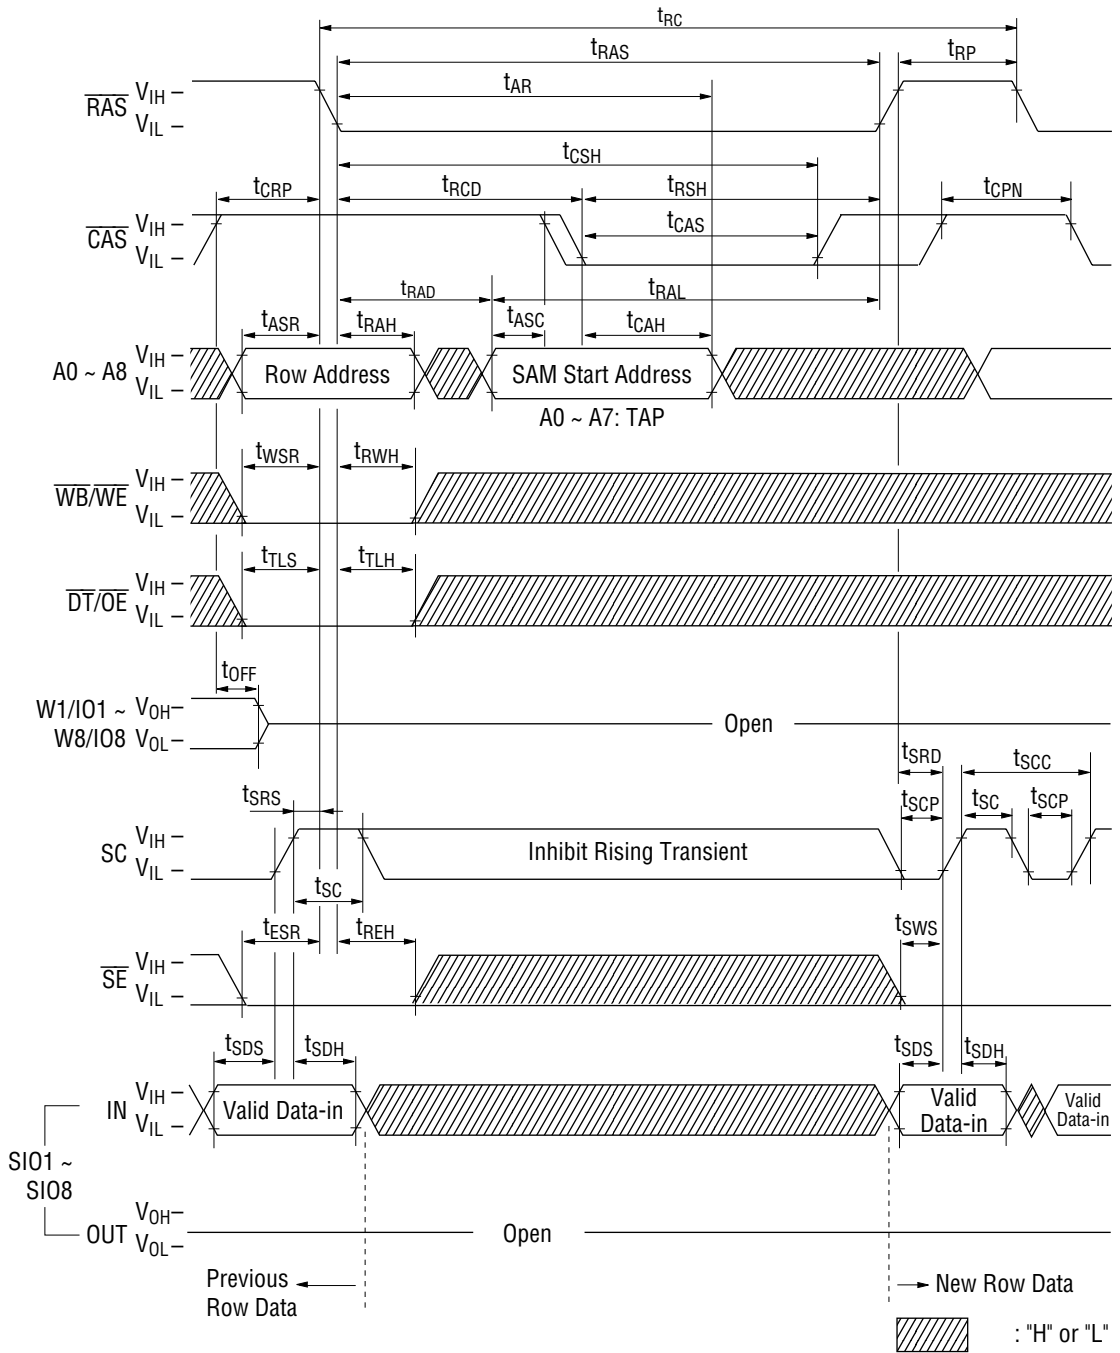 tRC
tRAS
tRP
tAR
RAS VIH
VIL
tCSH
tCRP
tRCD
tRSH
tCPN
CAS VIH
VIL
tCAS
tRAD
tRAL
tASR
tRAH
tASC
tCAH
A0 ~ A8 VIH
VIL
Row Address
SAM Start Address
A0 ~ A7: TAP
tWSR
tRWH
WB/WE VIH
VIL
tTLS
tTLH
DT/OE VIH
VIL
tOFF
W1/IO1 ~ VOH
W8/IO8 VOL
Open
tSRD
tSCC
tSRS
tSCP
tSC
tSCP
SC VIH
VIL
Inhibit Rising Transient
tSC
tESR
tREH
tSWS
SE VIH
VIL
tSDS
tSDH
tSDS
tSDH
IN VIH
VIL
Valid Data-in
Valid
Data-in
Valid
Data-in
SIO1 ~
SIO8
OUT VOH
VOL
Open
Previous
Row Data
New Row Data
: "H" or "L"